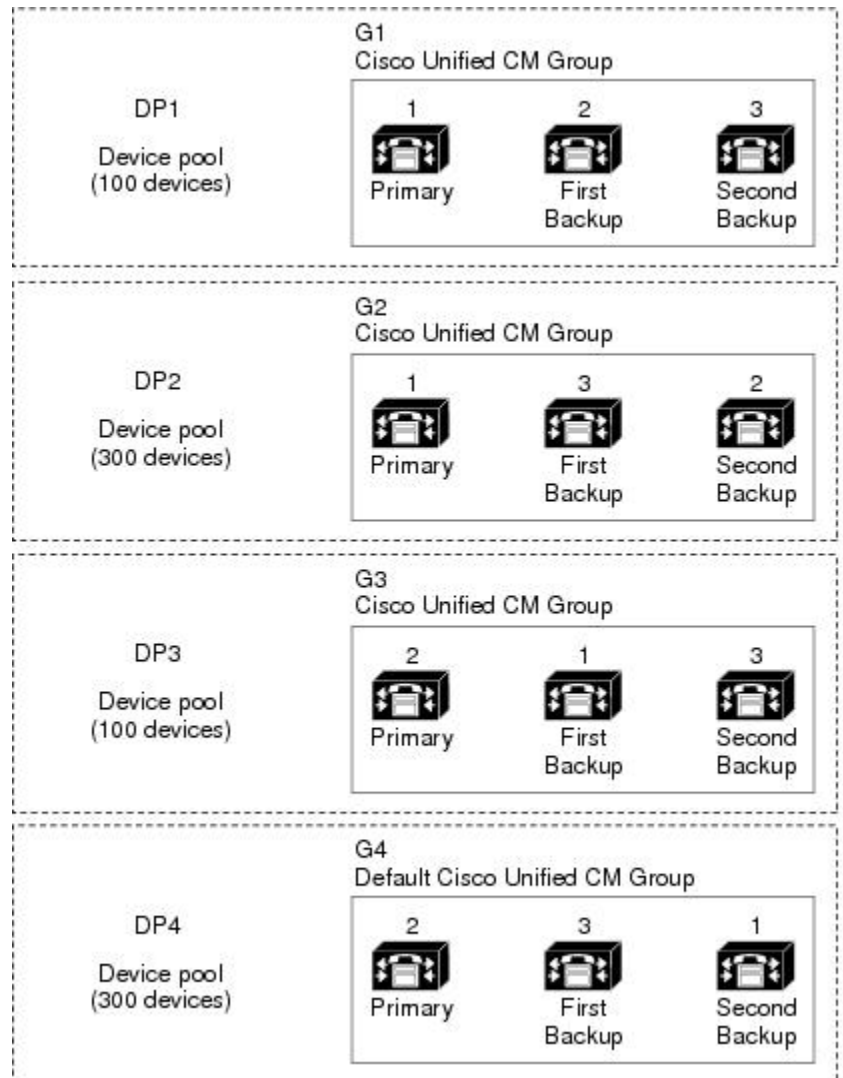 G1
Cisco Unified CM Group
DP1
Device pool
(100 devices)
1 2 3
Primary First Backup Second Backup
G2
Cisco Unified CM Group
DP2
Device pool
(300 devices)
1 3 2
Primary First Backup Second Backup
G3
Cisco Unified CM Group
DP3
Device pool
(100 devices)
2 1 3
Primary First Backup Second Backup
G4
Default Cisco Unified CM Group
DP4
Device pool
(300 devices)
2 3 1
Primary First Backup Second Backup